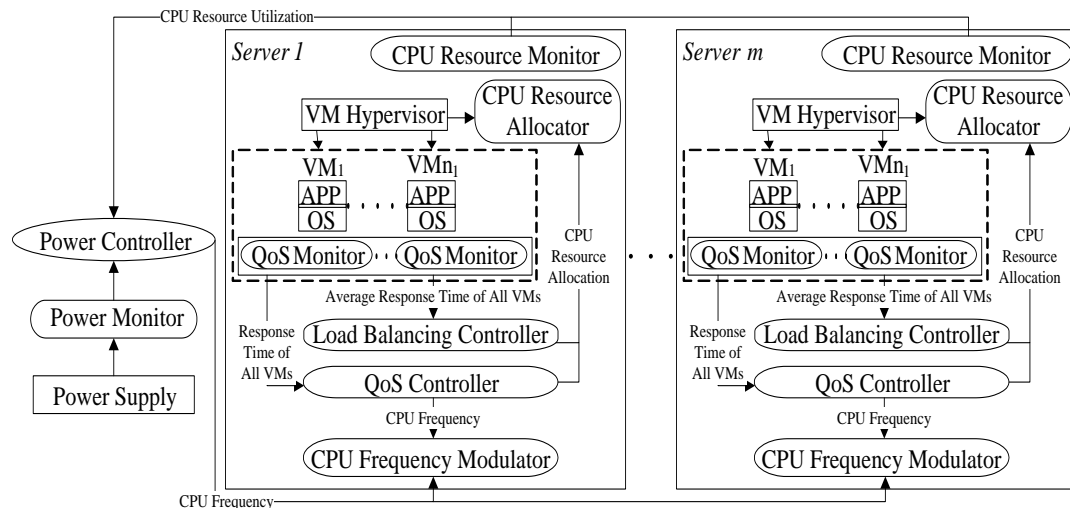 CPU Resource Utilization
Server 1
CPU Resource Monitor
CPU Resource
Allocator
VM Hypervisor
VM1
VMn1
APP
APP
OS
OS
QoS Monitor
QoS Monitor
CPU
Resource
Allocation
Average Response Time of All VMs
Response
Time of
All VMs
Load Balancing Controller
QoS Controller
CPU Frequency
CPU Frequency Modulator
Server m
CPU Resource Monitor
CPU Resource
Allocator
VM Hypervisor
VM1
VMn1
APP
APP
OS
OS
QoS Monitor
QoS Monitor
CPU
Resource
Allocation
Average Response Time of All VMs
Response
Time of
All VMs
Load Balancing Controller
QoS Controller
CPU Frequency
CPU Frequency Modulator
Power Controller
Power Monitor
Power Supply
CPU Frequency